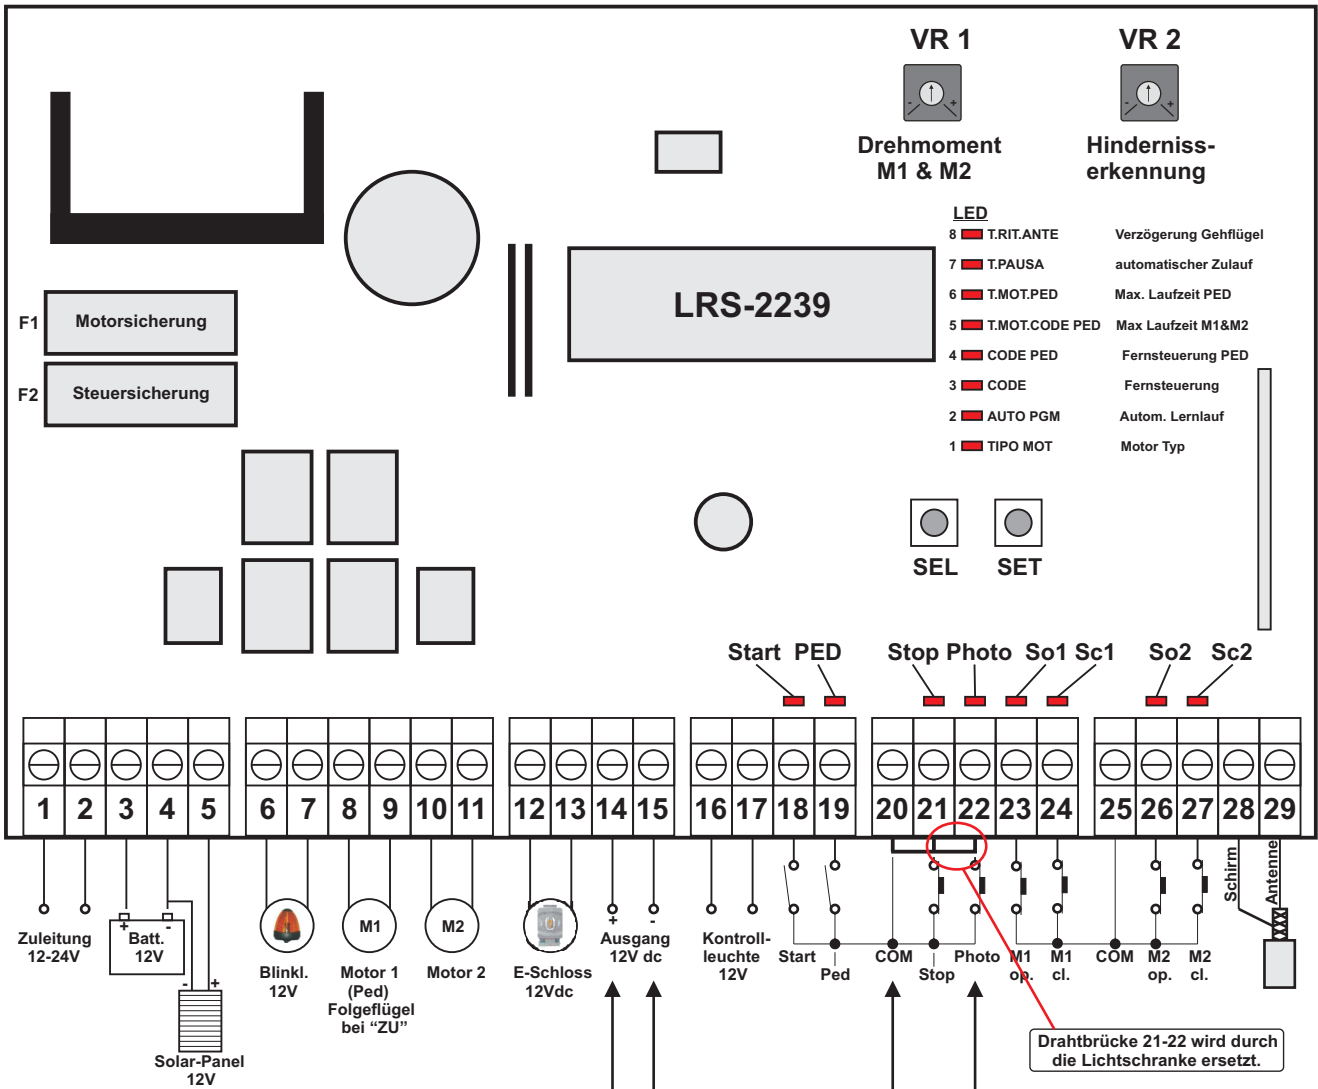 VR 1 VR 2
- + - +
Drehmoment
M1 & M2
Hinderniss-
erkennung
LED
8 T.RIT.ANTE Verzögerung Gehflügel
7 T.PAUSA automatischer Zulauf
6 T.MOT.PED Max. Laufzeit PED
5 T.MOT.CODE PED Max Laufzeit M1&M2
4 CODE PED Fernsteuerung PED
3 CODE Fernsteuerung
2 AUTO PGM Autom. Lernlauf
1 TIPO MOT Motor Typ
LRS-2239
F1 Motorsicherung
F2 Steuersicherung
SEL SET
Start PED Stop Photo So1 Sc1 So2 Sc2
1 2 3 4 5 6 7 8 9 10 11 12 13 14 15 16 17 18 19 20 21 22 23 24 25 26 27 28 29
Zuleitung
12-24V
+ -
Batt.
12V
- +
Solar-Panel
12V
Blinkl.
12V
M1
Motor 1
(Ped)
Folgeflügel
bei “ZU”
M2
Motor 2
E-Schloss
12Vdc
+ -
Ausgang
12V dc
Kontroll-
leuchte
12V
Start
Ped
COM
Stop
Photo
M1
op.
M1
cl.
COM
M2
op.
M2
cl.
Schirm
Antenne
Drahtbrücke 21-22 wird durch
die Lichtschranke ersetzt.